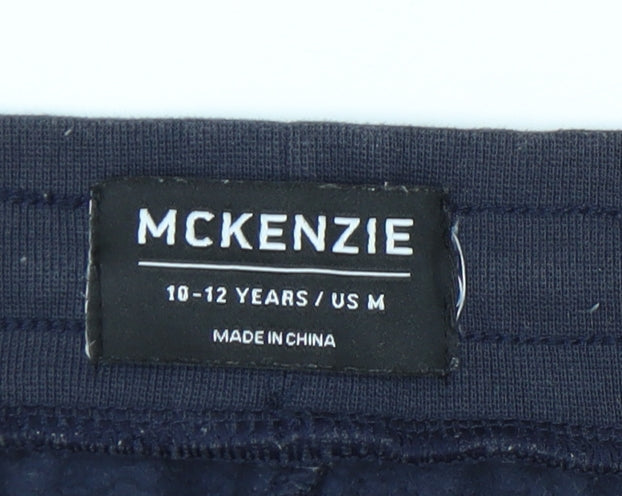 MCKENZIE
10-12 YEARS / US M
MADE IN CHINA